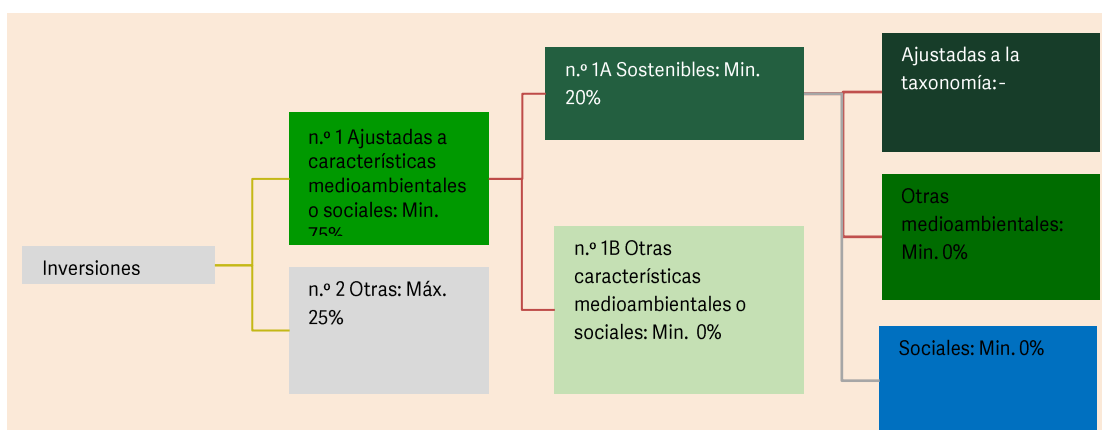 Inversiones
n.º 1 Ajustadas a
características
medioambientales
o sociales: Min.
75%
n.º 2 Otras: Máx.
25%
n.º 1A Sostenibles: Min.
20%
n.º 1B Otras
características
medioambientales o
sociales: Min.  0%
Ajustadas a la
taxonomía:-
Otras
medioambientales:
Min. 0%
Sociales: Min. 0%